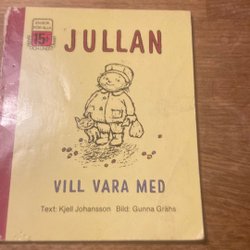 15:-
JULLAN
VILL VARA MED
Text: Kjell Johansson Bild: Gunna Grähs